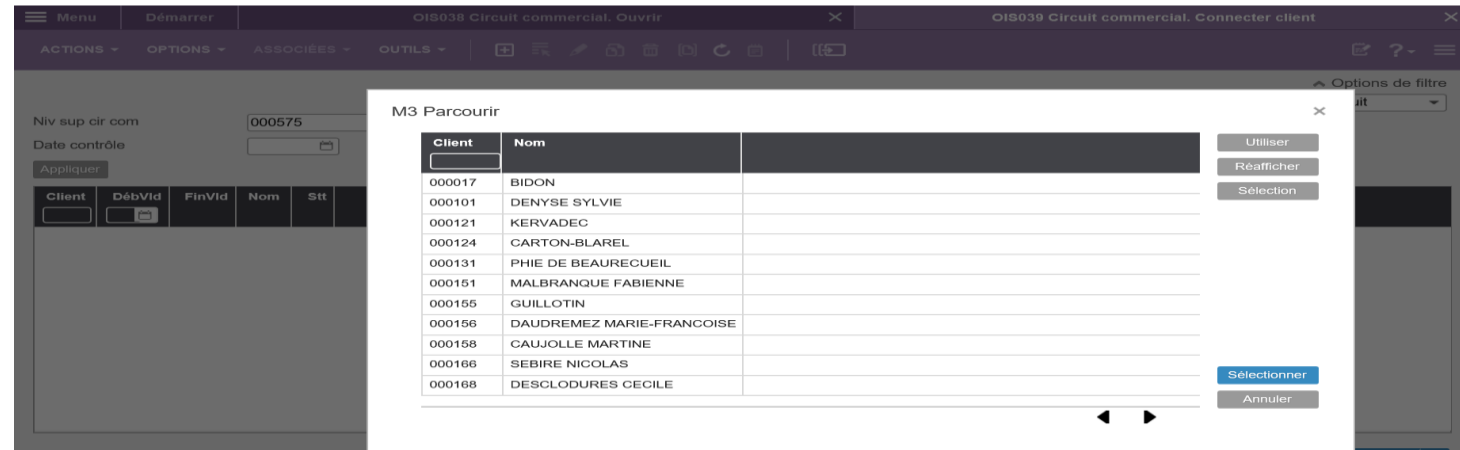 Menu Démarrer OIS038 Circuit commercial. Ouvrir OIS039 Circuit commercial. Connecter client
ACTIONS OPTIONS ASSOCIÉES OUTILS
Options de filtre
M3 Parcourir
Niv sup cir com 000575
Date contrôle
Appliquer
Client DébVld FinVld Nom Stt
Client Nom
Utiliser
Réafficher
Sélection
000017 BIDON
000101 DENYSE SYLVIE
000121 KERVADEC
000124 CARTON-BLAREL
000131 PHIE DE BEAURECUEIL
000151 MALBRANQUE FABIENNE
000155 GUILLOTIN
000156 DAUDREMEZ MARIE-FRANCOISE
000158 CAUJOLLE MARTINE
000166 SEBIRE NICOLAS
000168 DESCLODURES CECILE
Sélectionner
Annuler